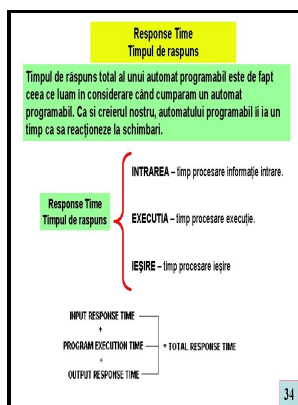 Response Time
Timpul de raspuns
Timpul de răspuns total al unui automat programabil este de fapt
ceea ce luam in considerare când cumparam un automat
programabil. Ca si creierul nostru, automatului programabil îi ia un
timp ca sa reacționeze la schimbari.
INTRAREA – timp procesare informație intrare.
Response Time
Timpul de raspuns
EXECUTIA – timp procesare execuție.
IEȘIRE – timp procesare ieșire
INPUT RESPONSE TIME
+
PROGRAM EXECUTION TIME = TOTAL RESPONSE TIME
+
OUTPUT RESPONSE TIME
34